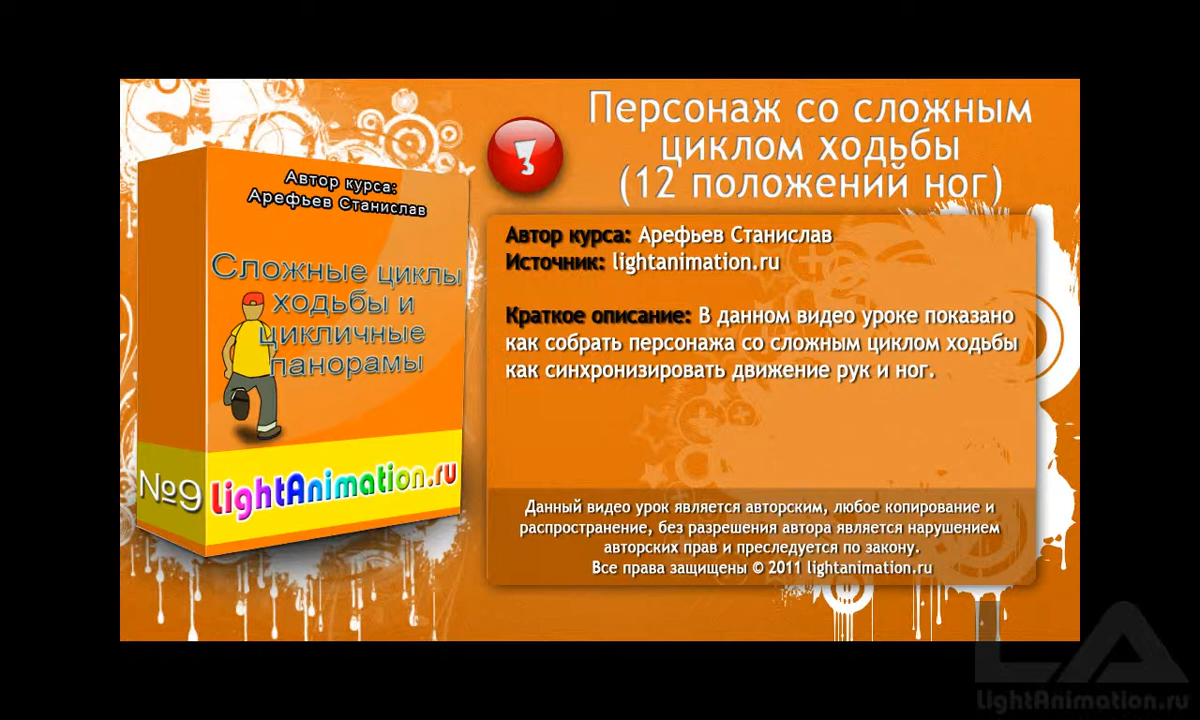 Автор курса:
Арефьев Станислав
Сложные циклы
ходьбы и
цикличные
панорамы
№9
LightAnimation.ru
3
Персонаж со сложным
циклом ходьбы
(12 положений ног)
Автор курса: Арефьев Станислав
Источник: lightanimation.ru
Краткое описание: В данном видео уроке показано
как собрать персонажа со сложным циклом ходьбы
как синхронизировать движение рук и ног.
Данный видео урок является авторским, любое копирование и
распространение, без разрешения автора является нарушением
авторских прав и преследуется по закону.
Все права защищены © 2011 lightanimation.ru
LA
LightAnimation.ru